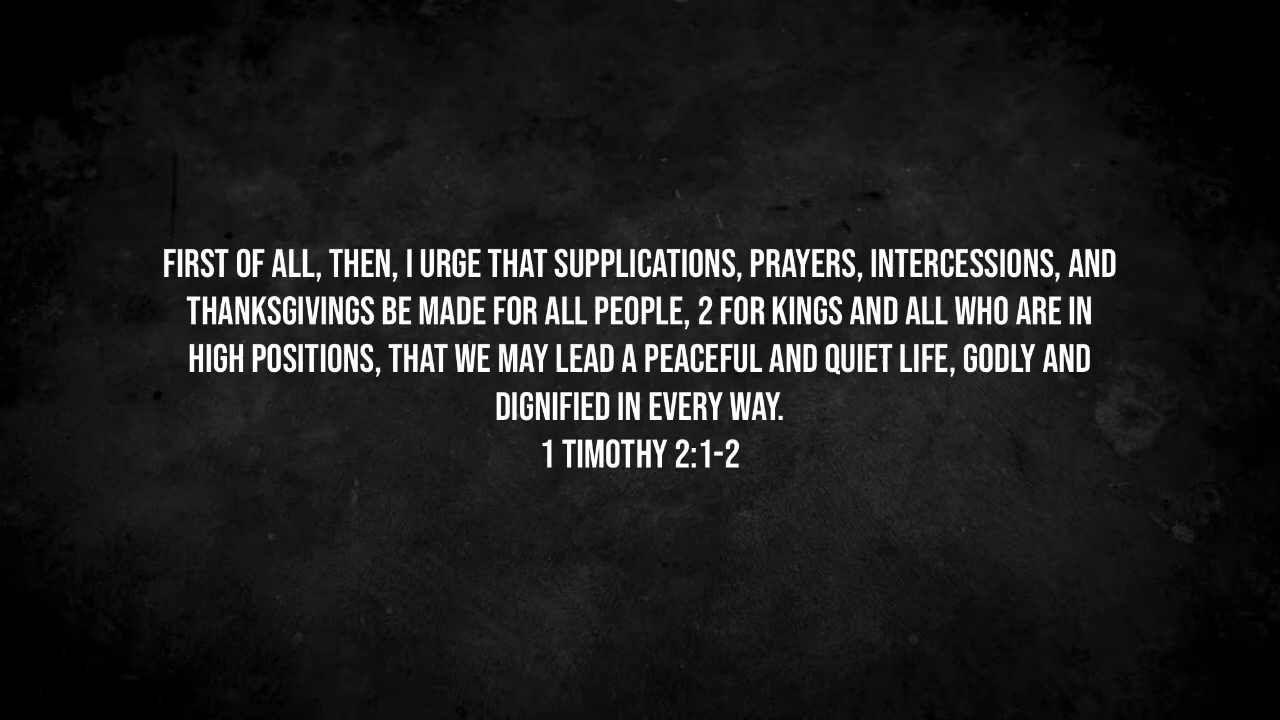 FIRST OF ALL, THEN, I URGE THAT SUPPLICATIONS, PRAYERS, INTERCESSIONS, AND
THANKSGIVINGS BE MADE FOR ALL PEOPLE, 2 FOR KINGS AND ALL WHO ARE IN
HIGH POSITIONS, THAT WE MAY LEAD A PEACEFUL AND QUIET LIFE, GODLY AND
DIGNIFIED IN EVERY WAY.
1 TIMOTHY 2:1-2